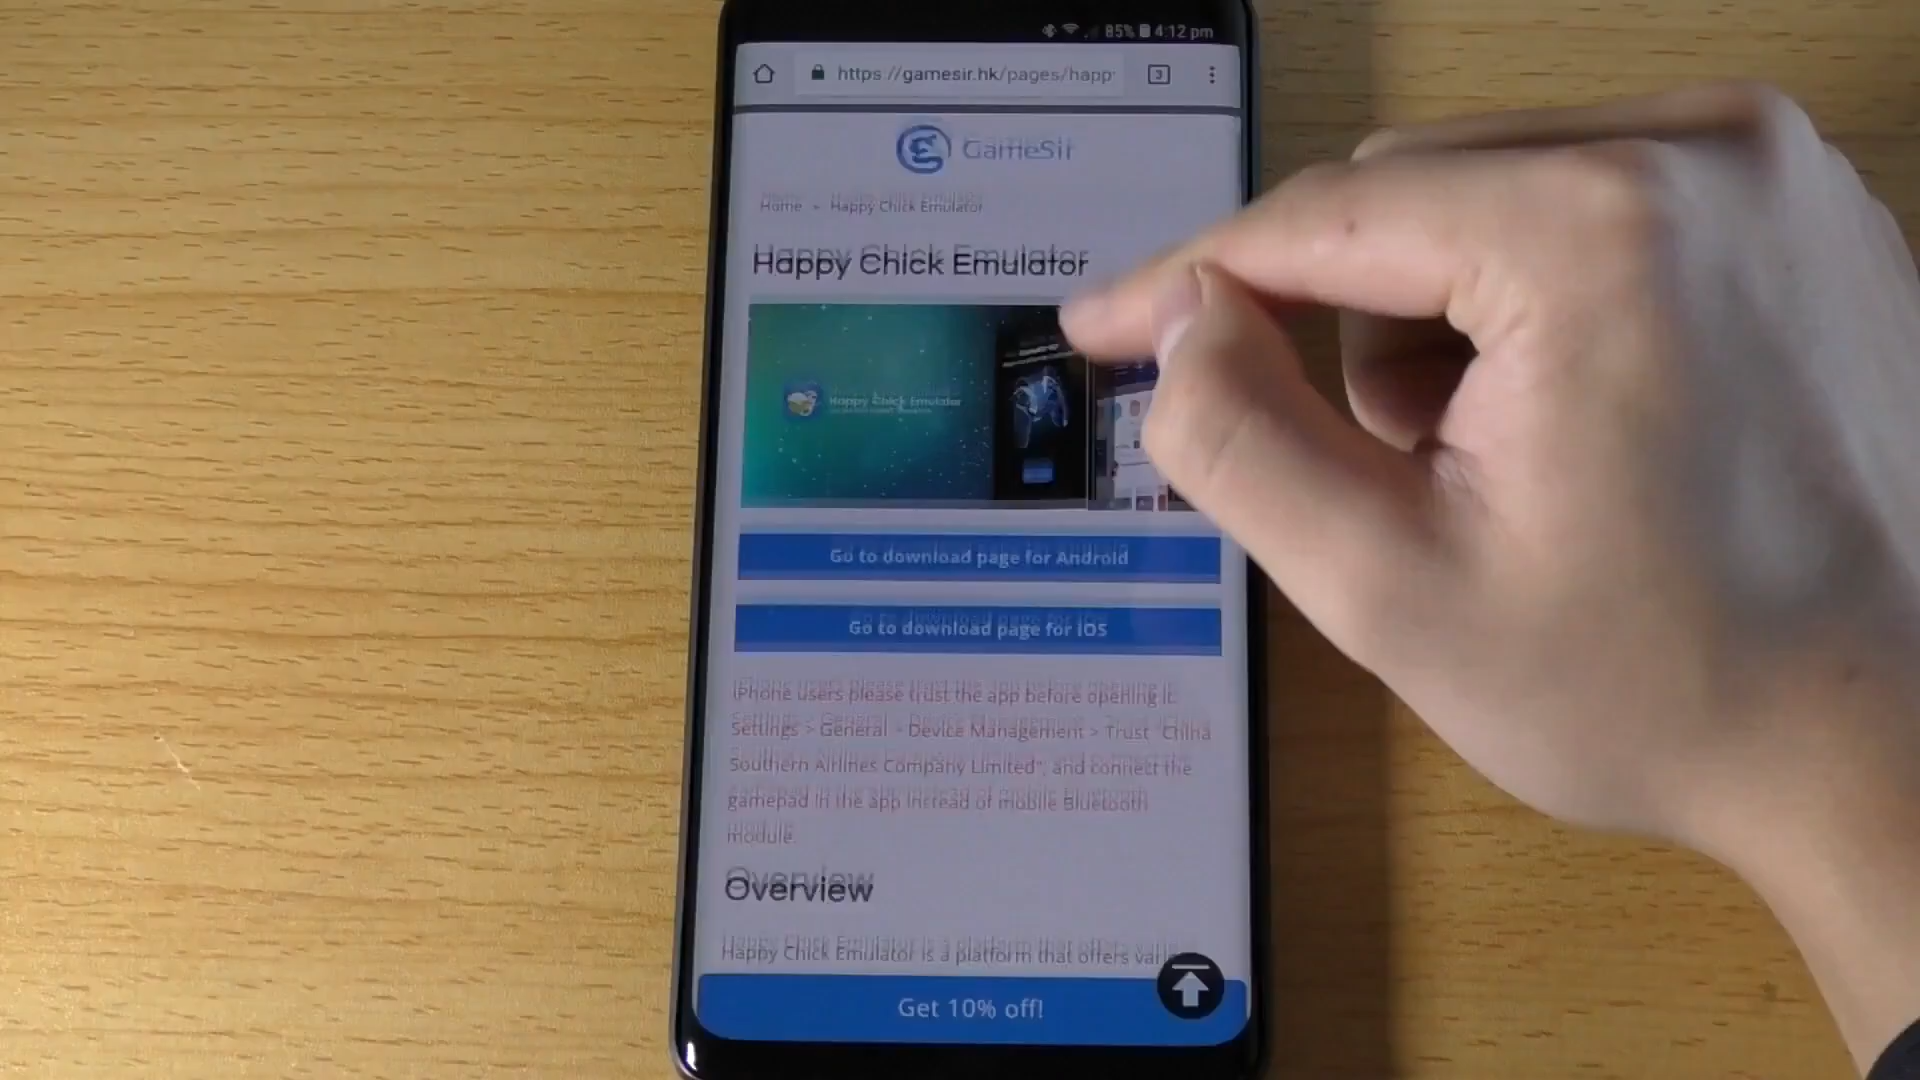 85% 4:12 pm
https://gamesir.hk/pages/happ
3
GameSir
Home Happy Chick Emulator
Happy Chick Emulator
Happy Chick Emulator
Go to download page for Android
Go to download page for iOS
iPhone users please trust the app before opening it.
Settings > General > Device Management > Trust "China
Southern Airlines Company Limited", and connect the
gamepad in the app instead of mobile Bluetooth
module.
Overview
Happy Chick Emulator is a platform that offers vari
Get 10% off!